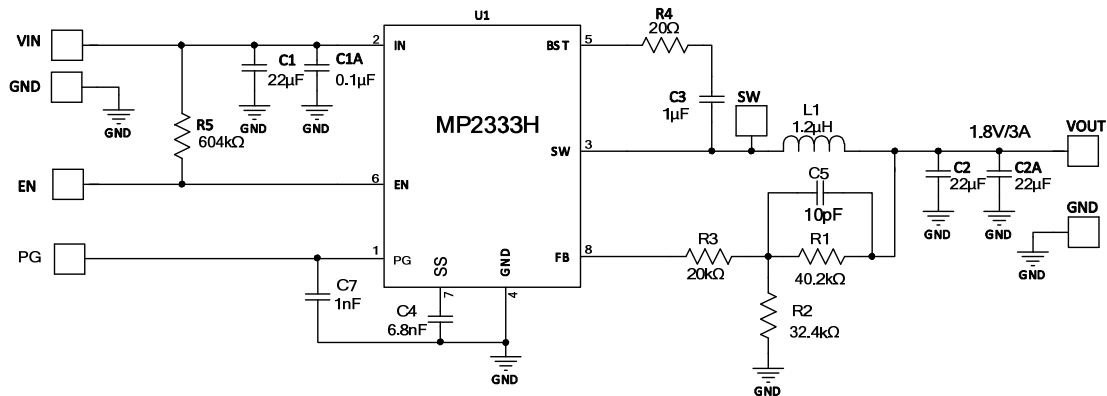 U1
R4
20Ω
VIN
2
IN
BST
5
C1
22µF
C1A
0.1µF
GND
GND
GND
GND
R5
604kΩ
MP2333H
C3
1µF
SW
L1
1.2µH
1.8V/3A
VOUT
SW
3
EN
6
EN
C5
10pF
C2
22µF
C2A
22µF
GND
GND
GND
GND
PG
1
PG
SS
GND
FB
8
R3
20kΩ
R1
40.2kΩ
C7
1nF
7
4
C4
6.8nF
R2
32.4kΩ
GND
GND